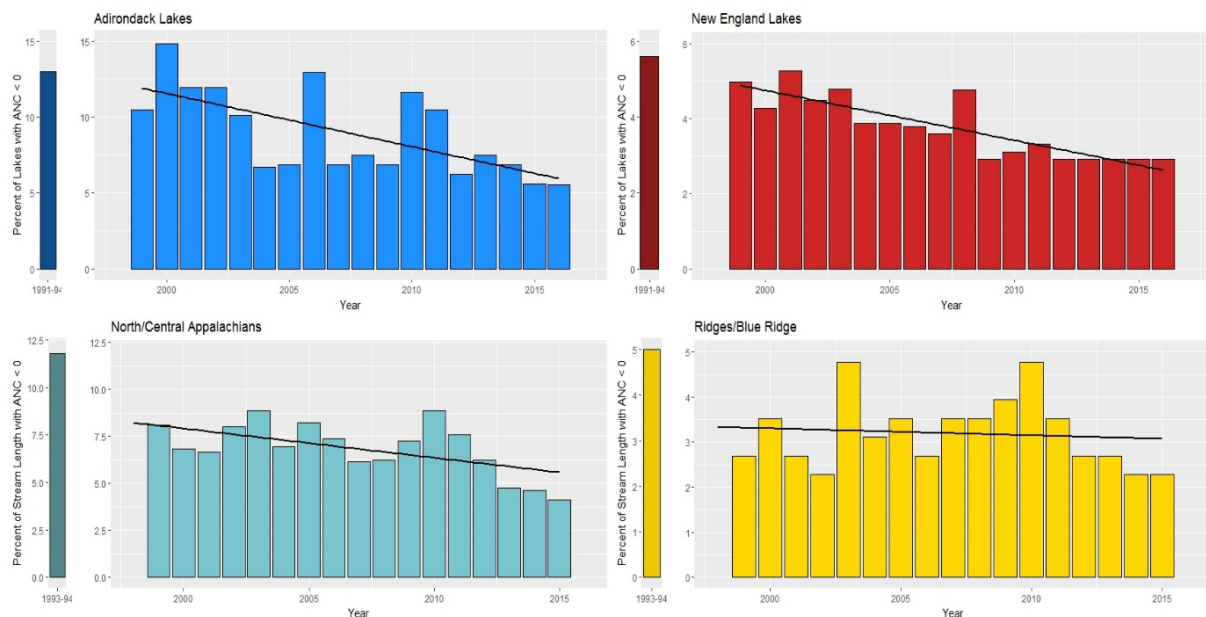 Adirondack Lakes
Percent of Lakes with ANC < 0
15
10
5
0
1991-94
15
10
5
0
2000 2005 2010 2015
Year
New England Lakes
Percent of Lakes with ANC < 0
6
4
2
0
1991-94
6
4
2
0
2000 2005 2010 2015
Year
North/Central Appalachians
Percent of Stream Length with ANC < 0
12.5
10.0
7.5
5.0
2.5
0.0
1993-94
12.5
10.0
7.5
5.0
2.5
0.0
2000 2005 2010 2015
Year
Ridges/Blue Ridge
Percent of Stream Length with ANC < 0
5
4
3
2
1
0
1993-94
5
4
3
2
1
0
2000 2005 2010 2015
Year